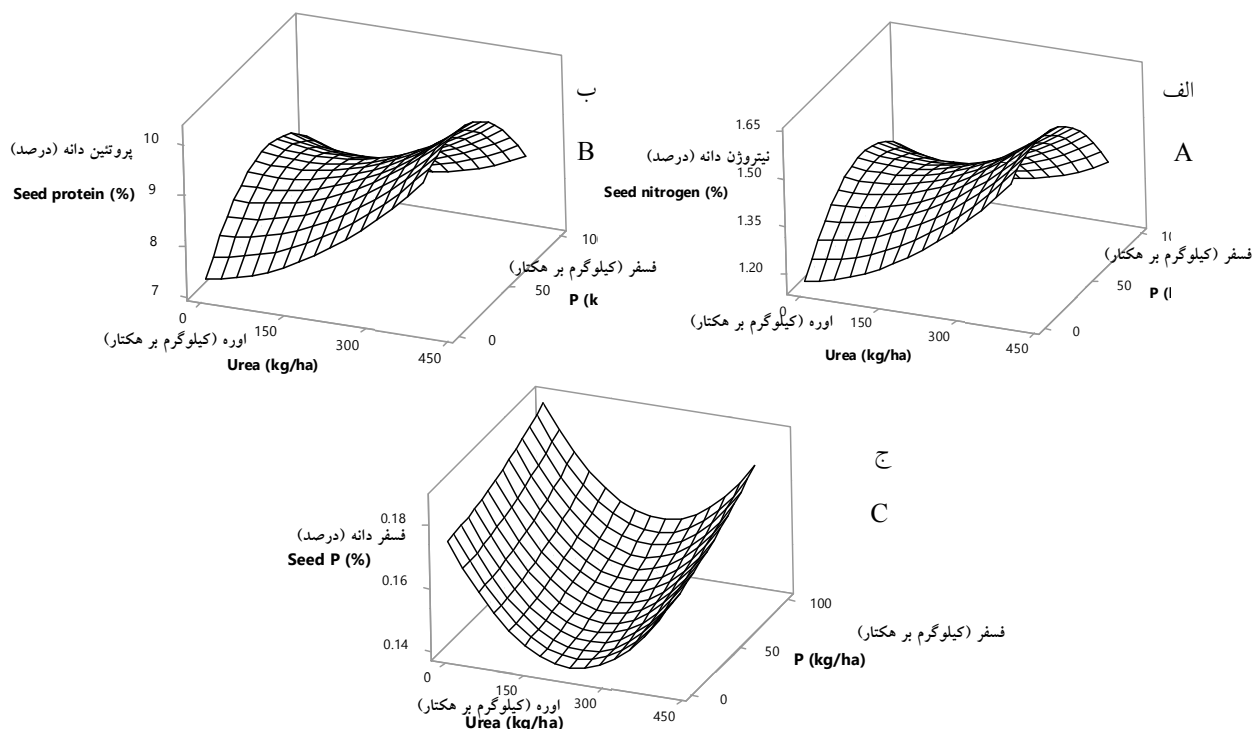 ب
B
10
پروتئین دانه (درصد)
Seed protein (%)
9
8
7
0
150
300
450
اوره (کیلوگرم بر هکتار)
Urea (kg/ha)
0
50
10
فسفر (کیلوگرم بر هکتار)
P (k
الف
A
1.65
نیتروژن دانه (درصد)
1.50
Seed nitrogen (%)
1.35
1.20
0
150
300
450
اوره (کیلوگرم بر هکتار)
Urea (kg/ha)
0
50
فسفر (کیلوگرم بر هکتار)
ج
C
0.18
فسفر دانه (درصد)
Seed P (%)
0.16
0.14
0
150
300
450
اوره (کیلوگرم بر هکتار)
Urea (kg/ha)
0
50
100
فسفر (کیلوگرم بر هکتار)
P (kg/ha)